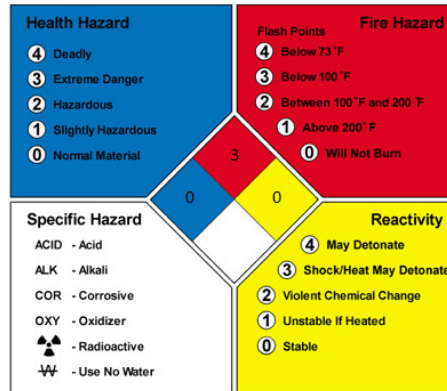 Health Hazard
4 Deadly
3 Extreme Danger
2 Hazardous
1 Slightly Hazardous
0 Normal Material
Fire Hazard
Flash Points
4 Below 73°F
3 Below 100°F
2 Between 100°F and 200°F
1 Above 200°F
0 Will Not Burn
3
0
0
Specific Hazard
ACID - Acid
ALK - Alkali
COR - Corrosive
OXY - Oxidizer
- Radioactive
W - Use No Water
Reactivity
4 May Detonate
3 Shock/Heat May Detonate
2 Violent Chemical Change
1 Unstable If Heated
0 Stable